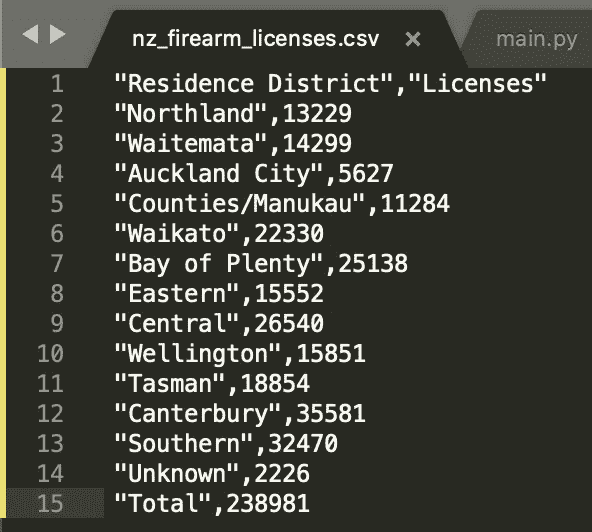 nz_firearm_licenses.csv × main.py
1 "Residence District","Licenses"
2 "Northland",13229
3 "Waitemata",14299
4 "Auckland City",5627
5 "Counties/Manukau",11284
6 "Waikato",22330
7 "Bay of Plenty",25138
8 "Eastern",15552
9 "Central",26540
10 "Wellington",15851
11 "Tasman",18854
12 "Canterbury",35581
13 "Southern",32470
14 "Unknown",2226
15 "Total",238981